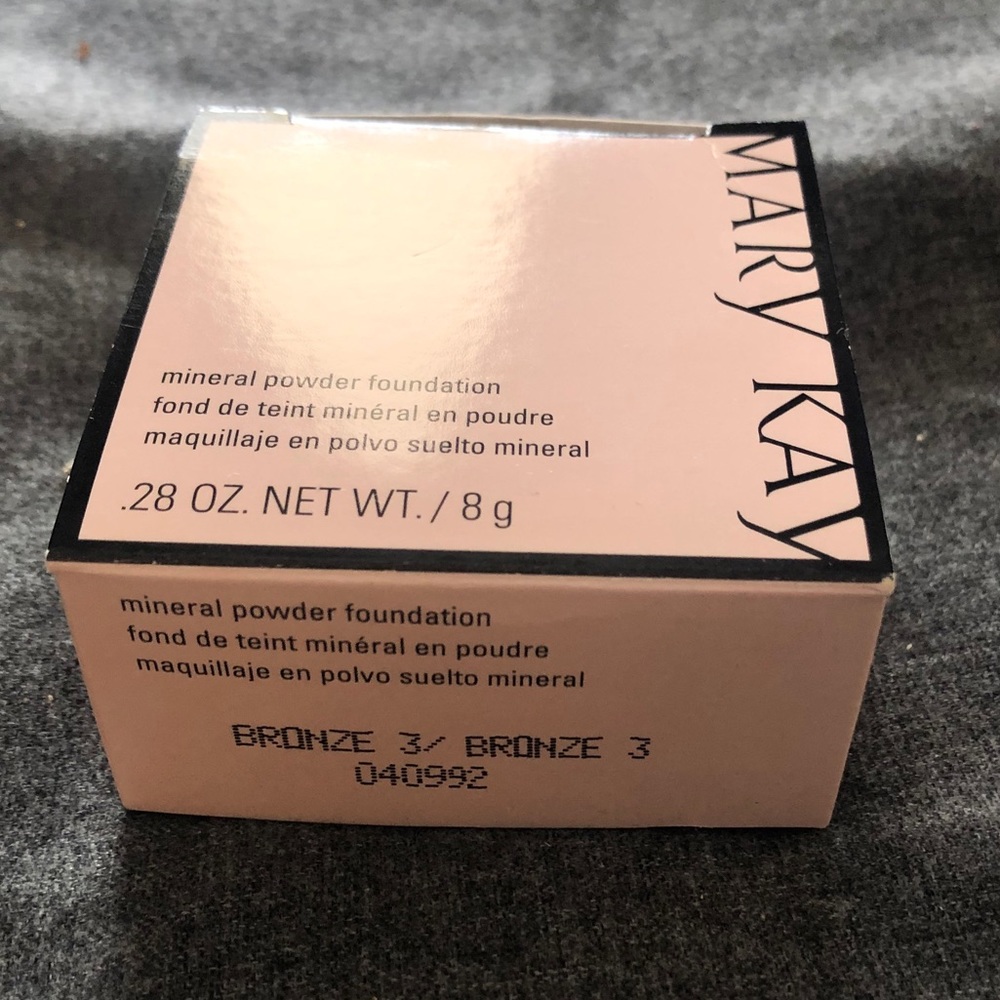 MARY KAY
mineral powder foundation
fond de teint minéral en poudre
maquillaje en polvo suelto mineral
.28 OZ. NET WT. / 8 g
mineral powder foundation
fond de teint minéral en poudre
maquillaje en polvo suelto mineral
BRONZE 3/ BRONZE 3
040992